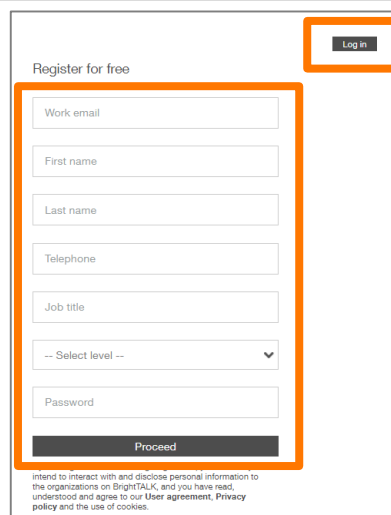 Log in
Register for free
Work email
First name
Last name
Telephone
Job title
-- Select level --
Password
Proceed
intend to interact with and disclose personal information to
the organizations on BrightTALK, and you have read,
understood and agree to our User agreement, Privacy
policy and the use of cookies.